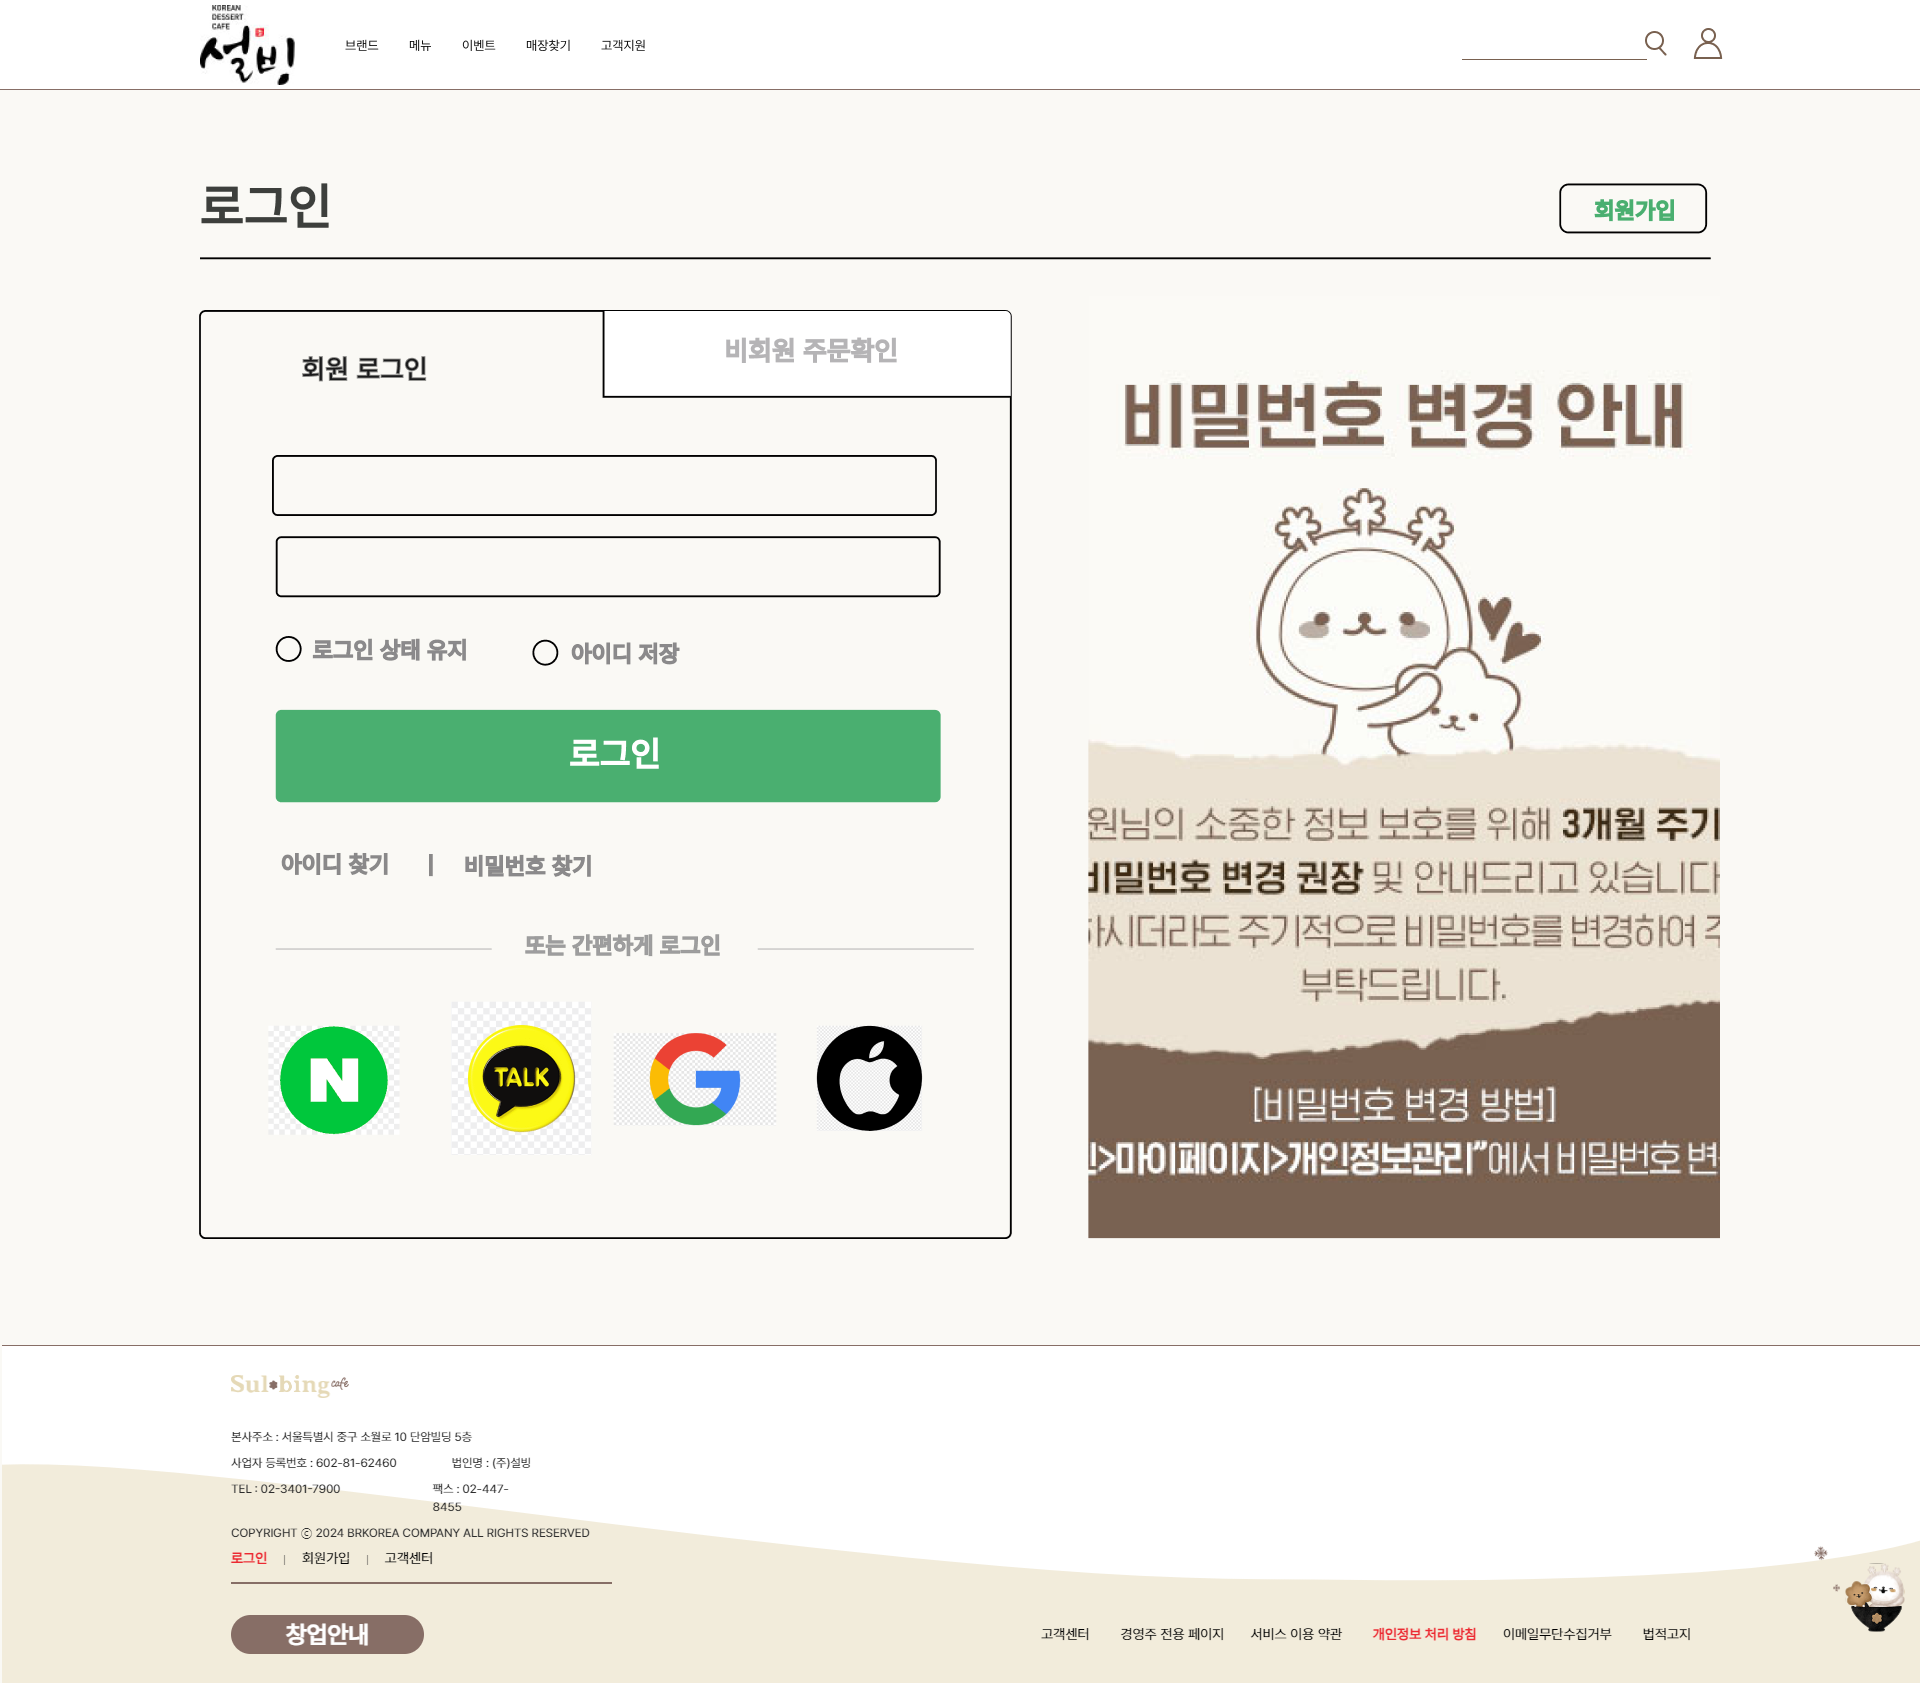 KOREAN
DESSERT
CAFE
설빙
브랜드 메뉴 이벤트 매장찾기 고객지원
로그인
회원가입
회원 로그인
비회원 주문확인
로그인 상태 유지
아이디 저장
로그인
아이디 찾기 | 비밀번호 찾기
또는 간편하게 로그인
N
TALK
G
비밀번호 변경 안내
원님의 소중한 정보 보호를 위해 3개월 주기
비밀번호 변경 권장 및 안내드리고 있습니다
하시더라도 주기적으로 비밀번호를 변경하여 주
부탁드립니다.
[비밀번호 변경 방법]
>마이페이지>개인정보관리"에서 비밀번호 변
Sulbing cafe
본사주소 : 서울특별시 중구 소월로 10 단암빌딩 5층
사업자 등록번호 : 602-81-62460 법인명 : (주)설빙
TEL : 02-3401-7900 팩스 : 02-447-
8455
COPYRIGHT ⓒ 2024 BRKOREA COMPANY ALL RIGHTS RESERVED
로그인 | 회원가입 | 고객센터
창업안내
고객센터 경영주 전용 페이지 서비스 이용 약관 개인정보 처리 방침 이메일무단수집거부 법적고지